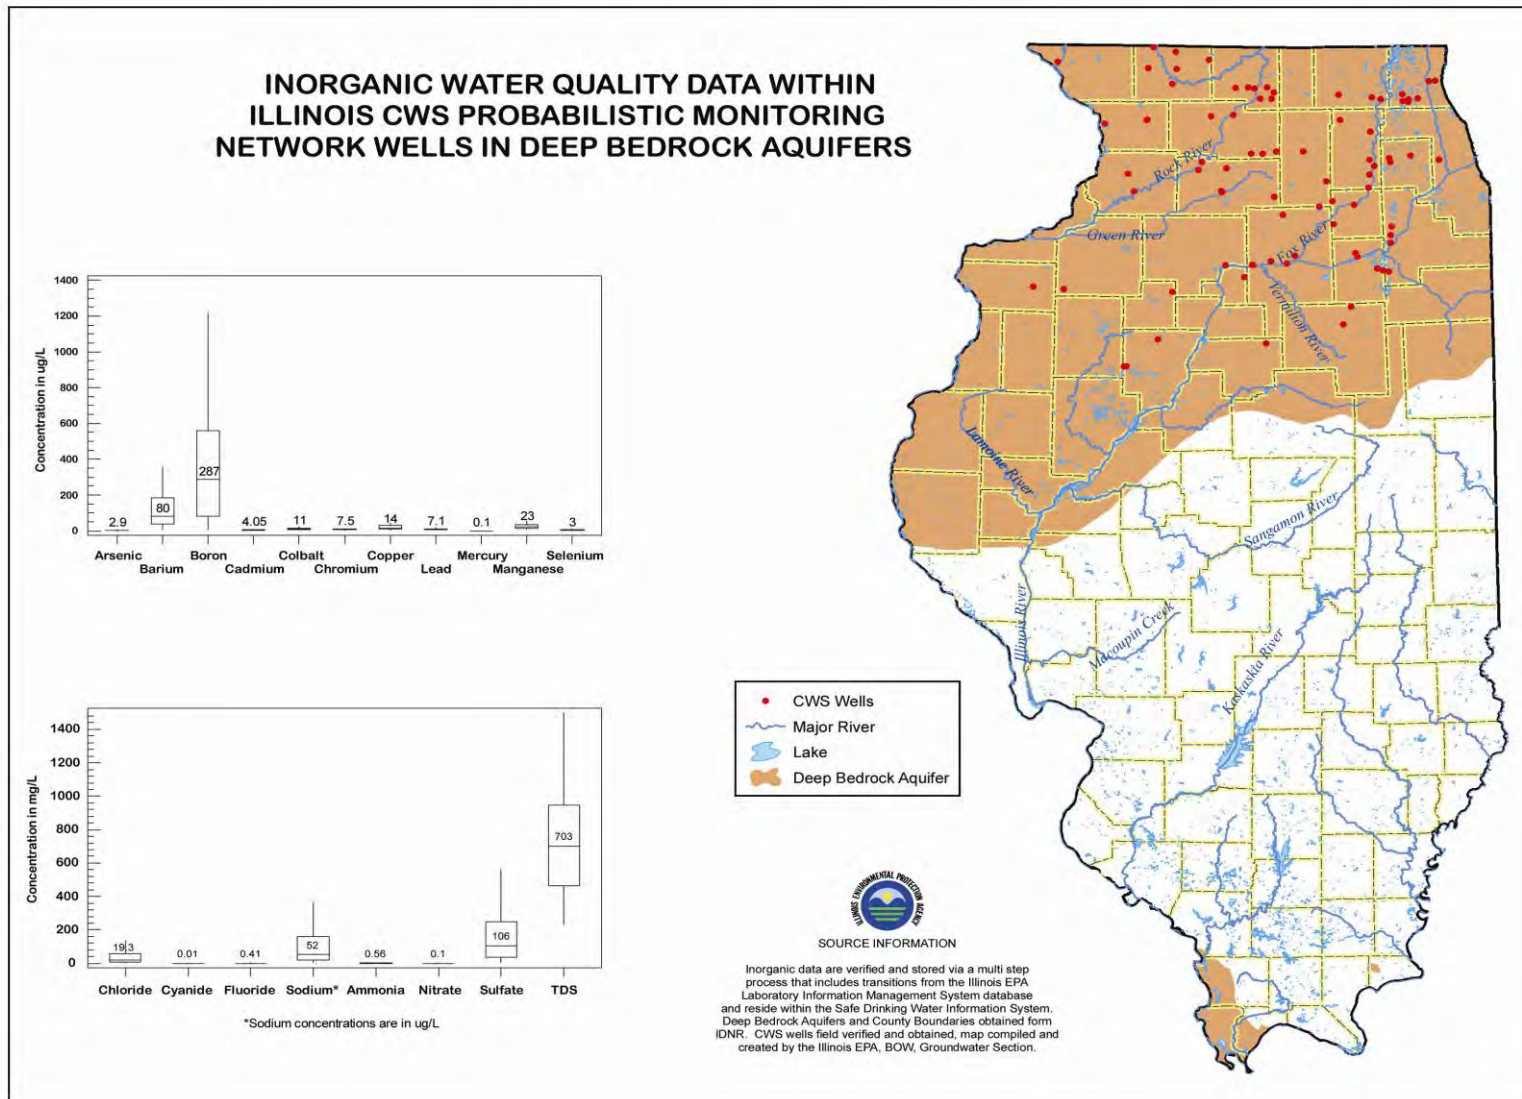 INORGANIC WATER QUALITY DATA WITHIN
ILLINOIS CWS PROBABILISTIC MONITORING
NETWORK WELLS IN DEEP BEDROCK AQUIFERS
Concentration in ug/L
1400
1200
1000
800
600
400
200
0
2.9
80
287
4.05
11
7.5
14
7.1
0.1
23
3
Arsenic
Barium
Boron
Cadmium
Colbalt
Chromium
Copper
Lead
Mercury
Manganese
Selenium
Concentration in mg/L
1400
1200
1000
800
600
400
200
0
19.3
0.01
0.41
52
0.56
0.1
106
703
Chloride
Cyanide
Fluoride
Sodium*
Ammonia
Nitrate
Sulfate
TDS
*Sodium concentrations are in ug/L
CWS Wells
Major River
Lake
Deep Bedrock Aquifer
ILLINOIS ENVIRONMENTAL PROTECTION AGENCY
SOURCE INFORMATION
Inorganic data are verified and stored via a multi step
process that includes transitions from the Illinois EPA
Laboratory Information Management System database
and reside within the Safe Drinking Water Information System.
Deep Bedrock Aquifers and County Boundaries obtained form
IDNR. CWS wells field verified and obtained, map compiled and
created by the Illinois EPA, BOW, Groundwater Section.
Rock River
Green River
Fox River
Vermilion River
Lamoine River
Sangamon River
Illinois River
Macoupin Creek
Kaskaskia River